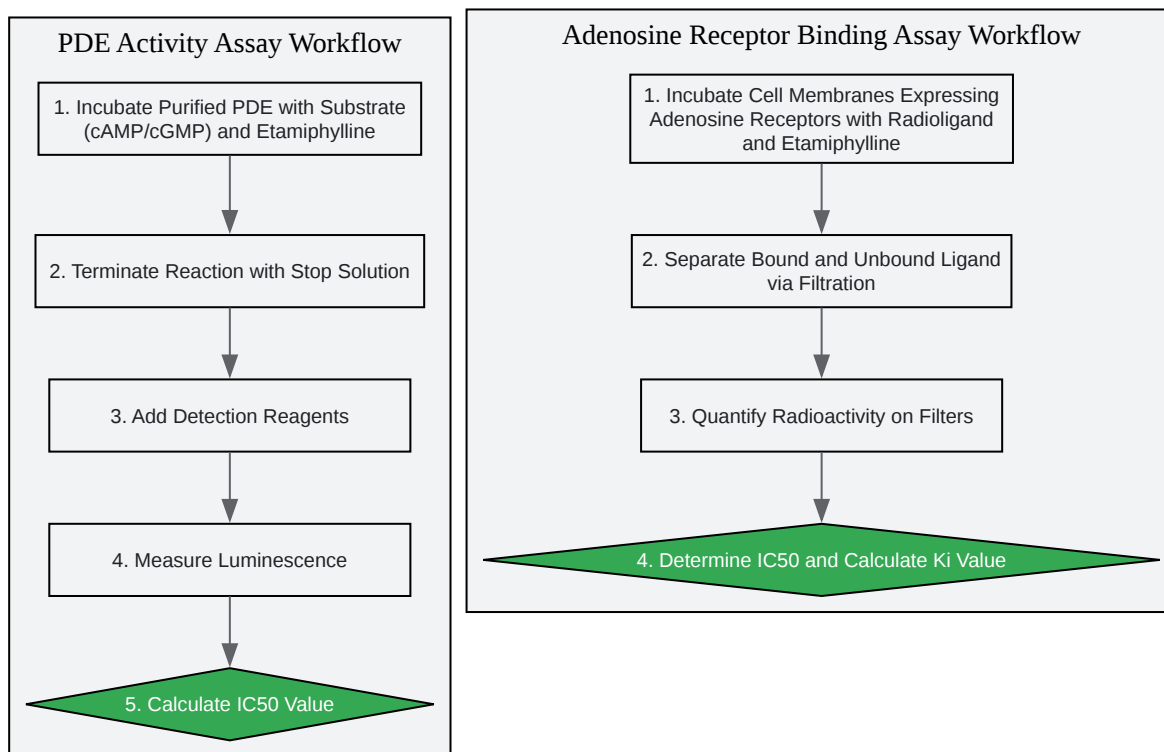 PDE Activity Assay Workflow
1. Incubate Purified PDE with Substrate
(cAMP/cGMP) and Etamiphylline
2. Terminate Reaction with Stop Solution
3. Add Detection Reagents
4. Measure Luminescence
5. Calculate IC50 Value
Adenosine Receptor Binding Assay Workflow
1. Incubate Cell Membranes Expressing
Adenosine Receptors with Radioligand
and Etamiphylline
2. Separate Bound and Unbound Ligand
via Filtration
3. Quantify Radioactivity on Filters
4. Determine IC50 and Calculate Ki Value